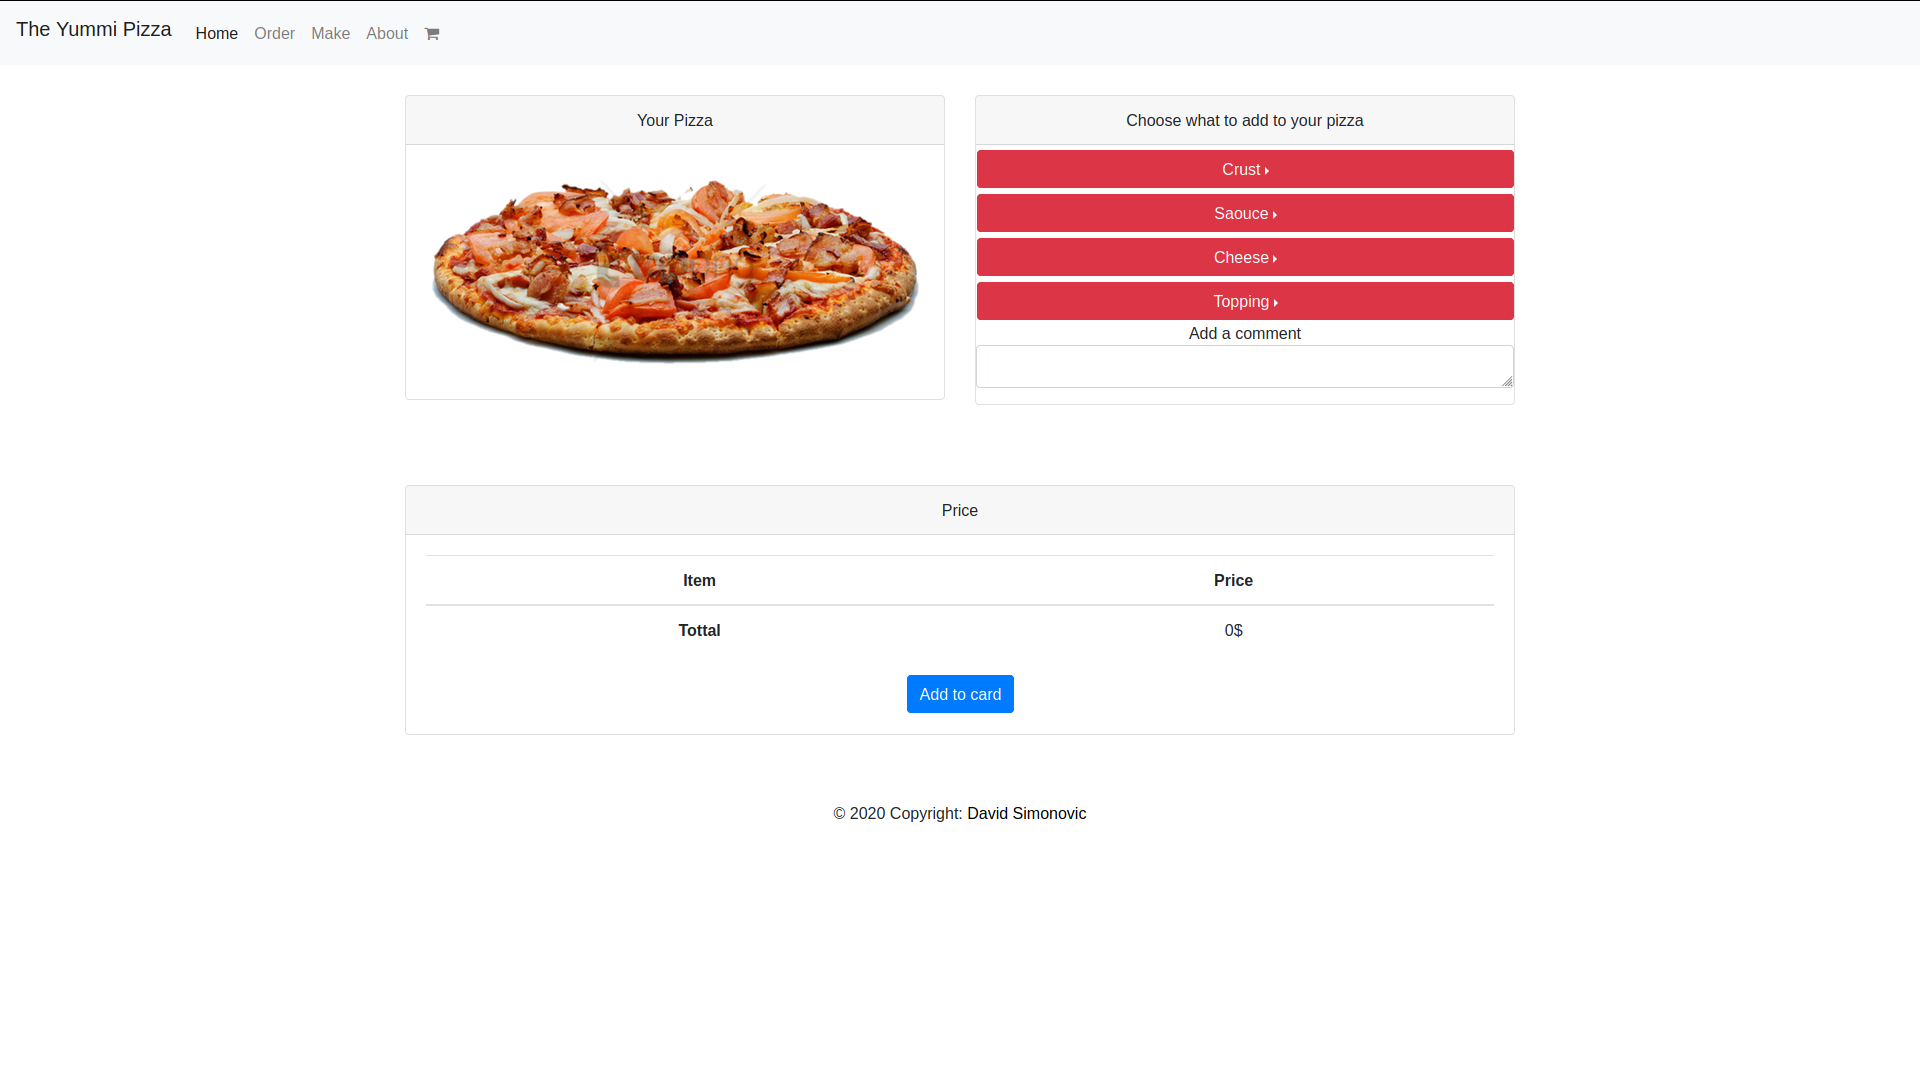 The Yummi Pizza Home Order Make About
Your Pizza
Choose what to add to your pizza
Crust
Saouce
Cheese
Topping
Add a comment
Price
Item Price
Tottal 0$
Add to card
© 2020 Copyright: David Simonovic